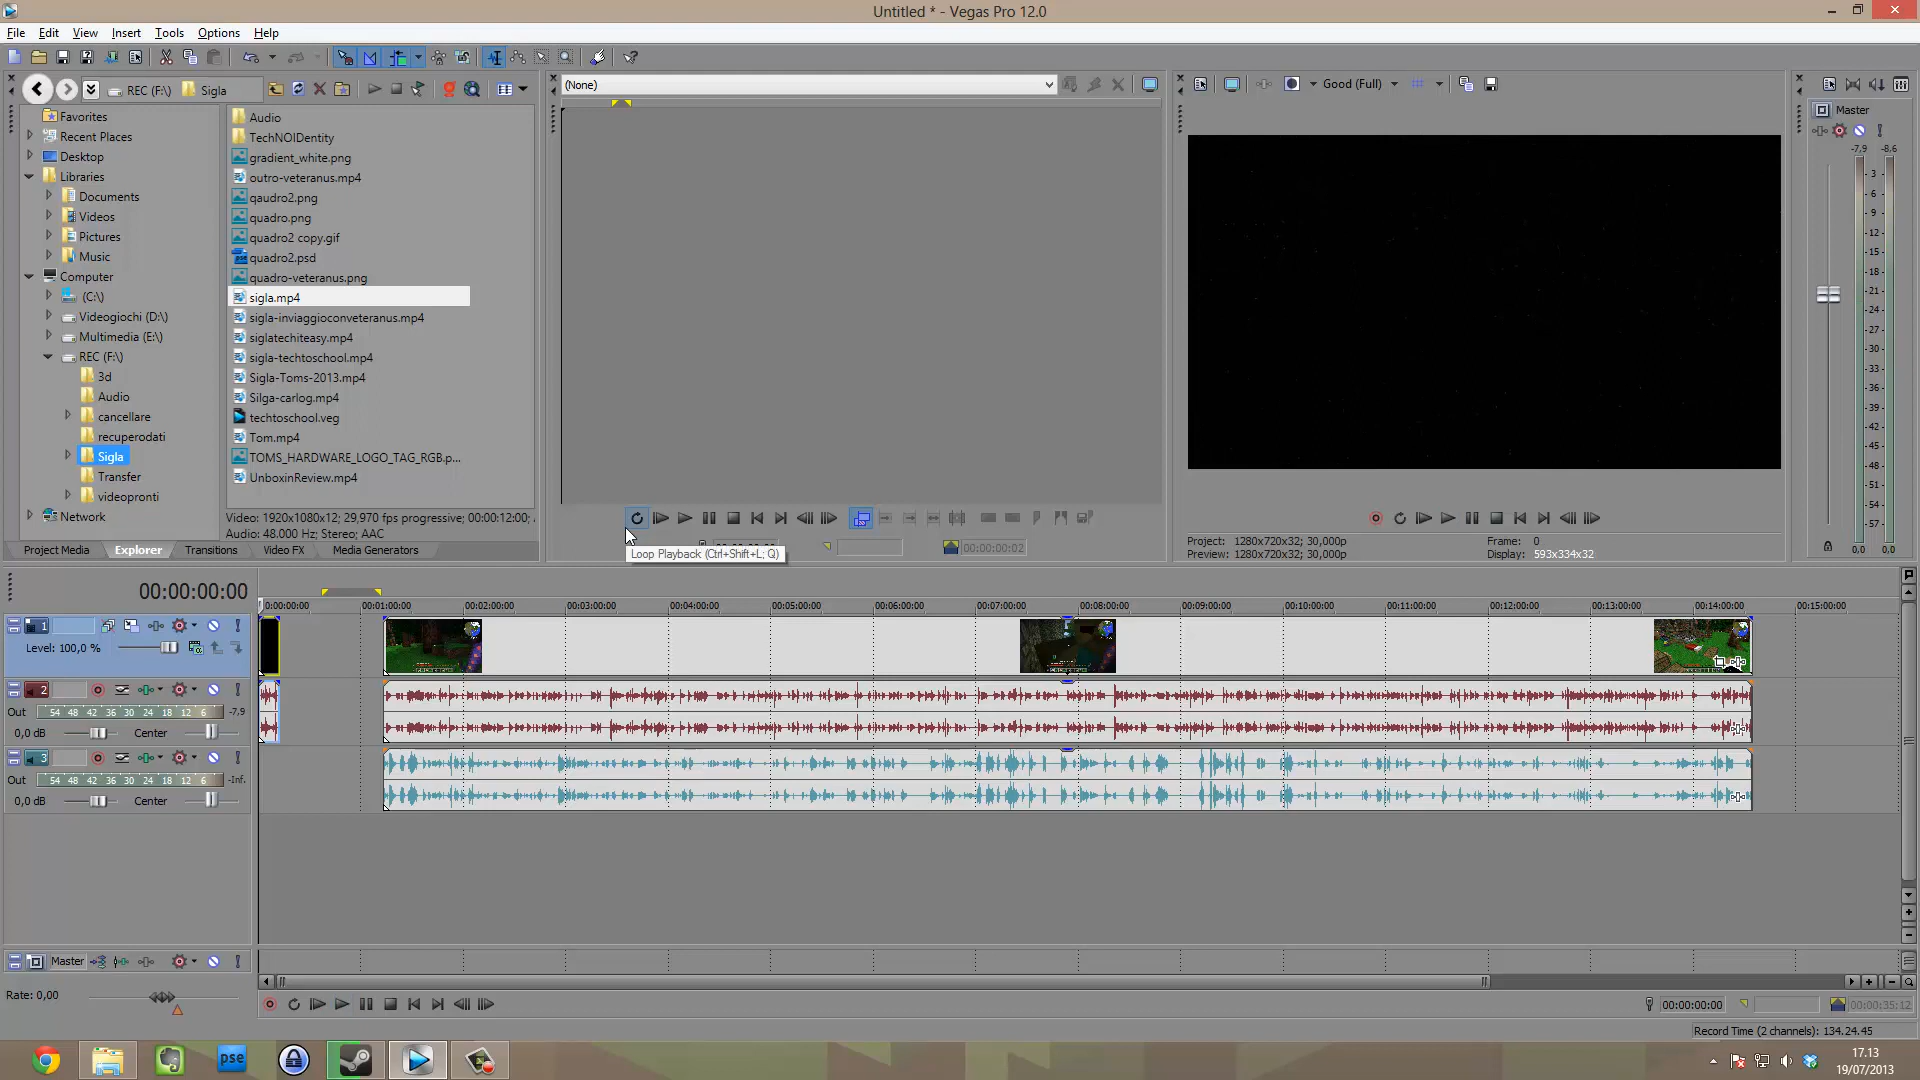 Untitled * - Vegas Pro 12.0
File Edit View Insert Tools Options Help
REC (F:\) Sigla
(None)
Good (Full)
Favorites
Recent Places
Desktop
Libraries
Documents
Videos
Pictures
Music
Computer
(C:\)
Videogiochi (D:\)
Multimedia (E:\)
REC (F:\)
3d
Audio
cancellare
recuperodati
Sigla
Transfer
videopronti
Network
Audio
TechNOIDentity
gradient_white.png
outro-veteranus.mp4
qaudro2.png
quadro.png
quadro2 copy.gif
quadro2.psd
quadro-veteranus.png
sigla.mp4
sigla-inviaggioconveteranus.mp4
siglatechiteasy.mp4
sigla-techtoschool.mp4
Sigla-Toms-2013.mp4
Silga-carlog.mp4
techtoschool.veg
Tom.mp4
TOMS_HARDWARE_LOGO_TAG_RGB.p...
UnboxinReview.mp4
Video: 1920x1080x12; 29,970 fps progressive; 00:00:12:00;
Audio: 48.000 Hz; Stereo; AAC
Project Media Explorer Transitions Video FX Media Generators
Loop Playback (Ctrl+Shift+L; Q)
00:00:00:02
Project: 1280x720x32; 30,000p
Preview: 1280x720x32; 30,000p
Frame: 0
Display: 593x334x32
Master
-7,9 -8,6
3
6
9
12
15
18
21
24
27
30
33
36
39
42
45
48
51
54
57
0,0 0,0
00:00:00:00
0:00:00:00 00:01:00:00 00:02:00:00 00:03:00:00 00:04:00:00 00:05:00:00 00:06:00:00 00:07:00:00 00:08:00:00 00:09:00:00 00:10:00:00 00:11:00:00 00:12:00:00 00:13:00:00 00:14:00:00 00:15:00:00
1
Level: 100,0 %
2
Out 54 48 42 36 30 24 18 12 6 -7,9
0,0 dB Center
3
Out 54 48 42 36 30 24 18 12 6 -Inf.
0,0 dB Center
Master
Rate: 0,00
00:00:00:00
00:00:35:12
Record Time (2 channels): 134.24.45
pse
17.13
19/07/2013